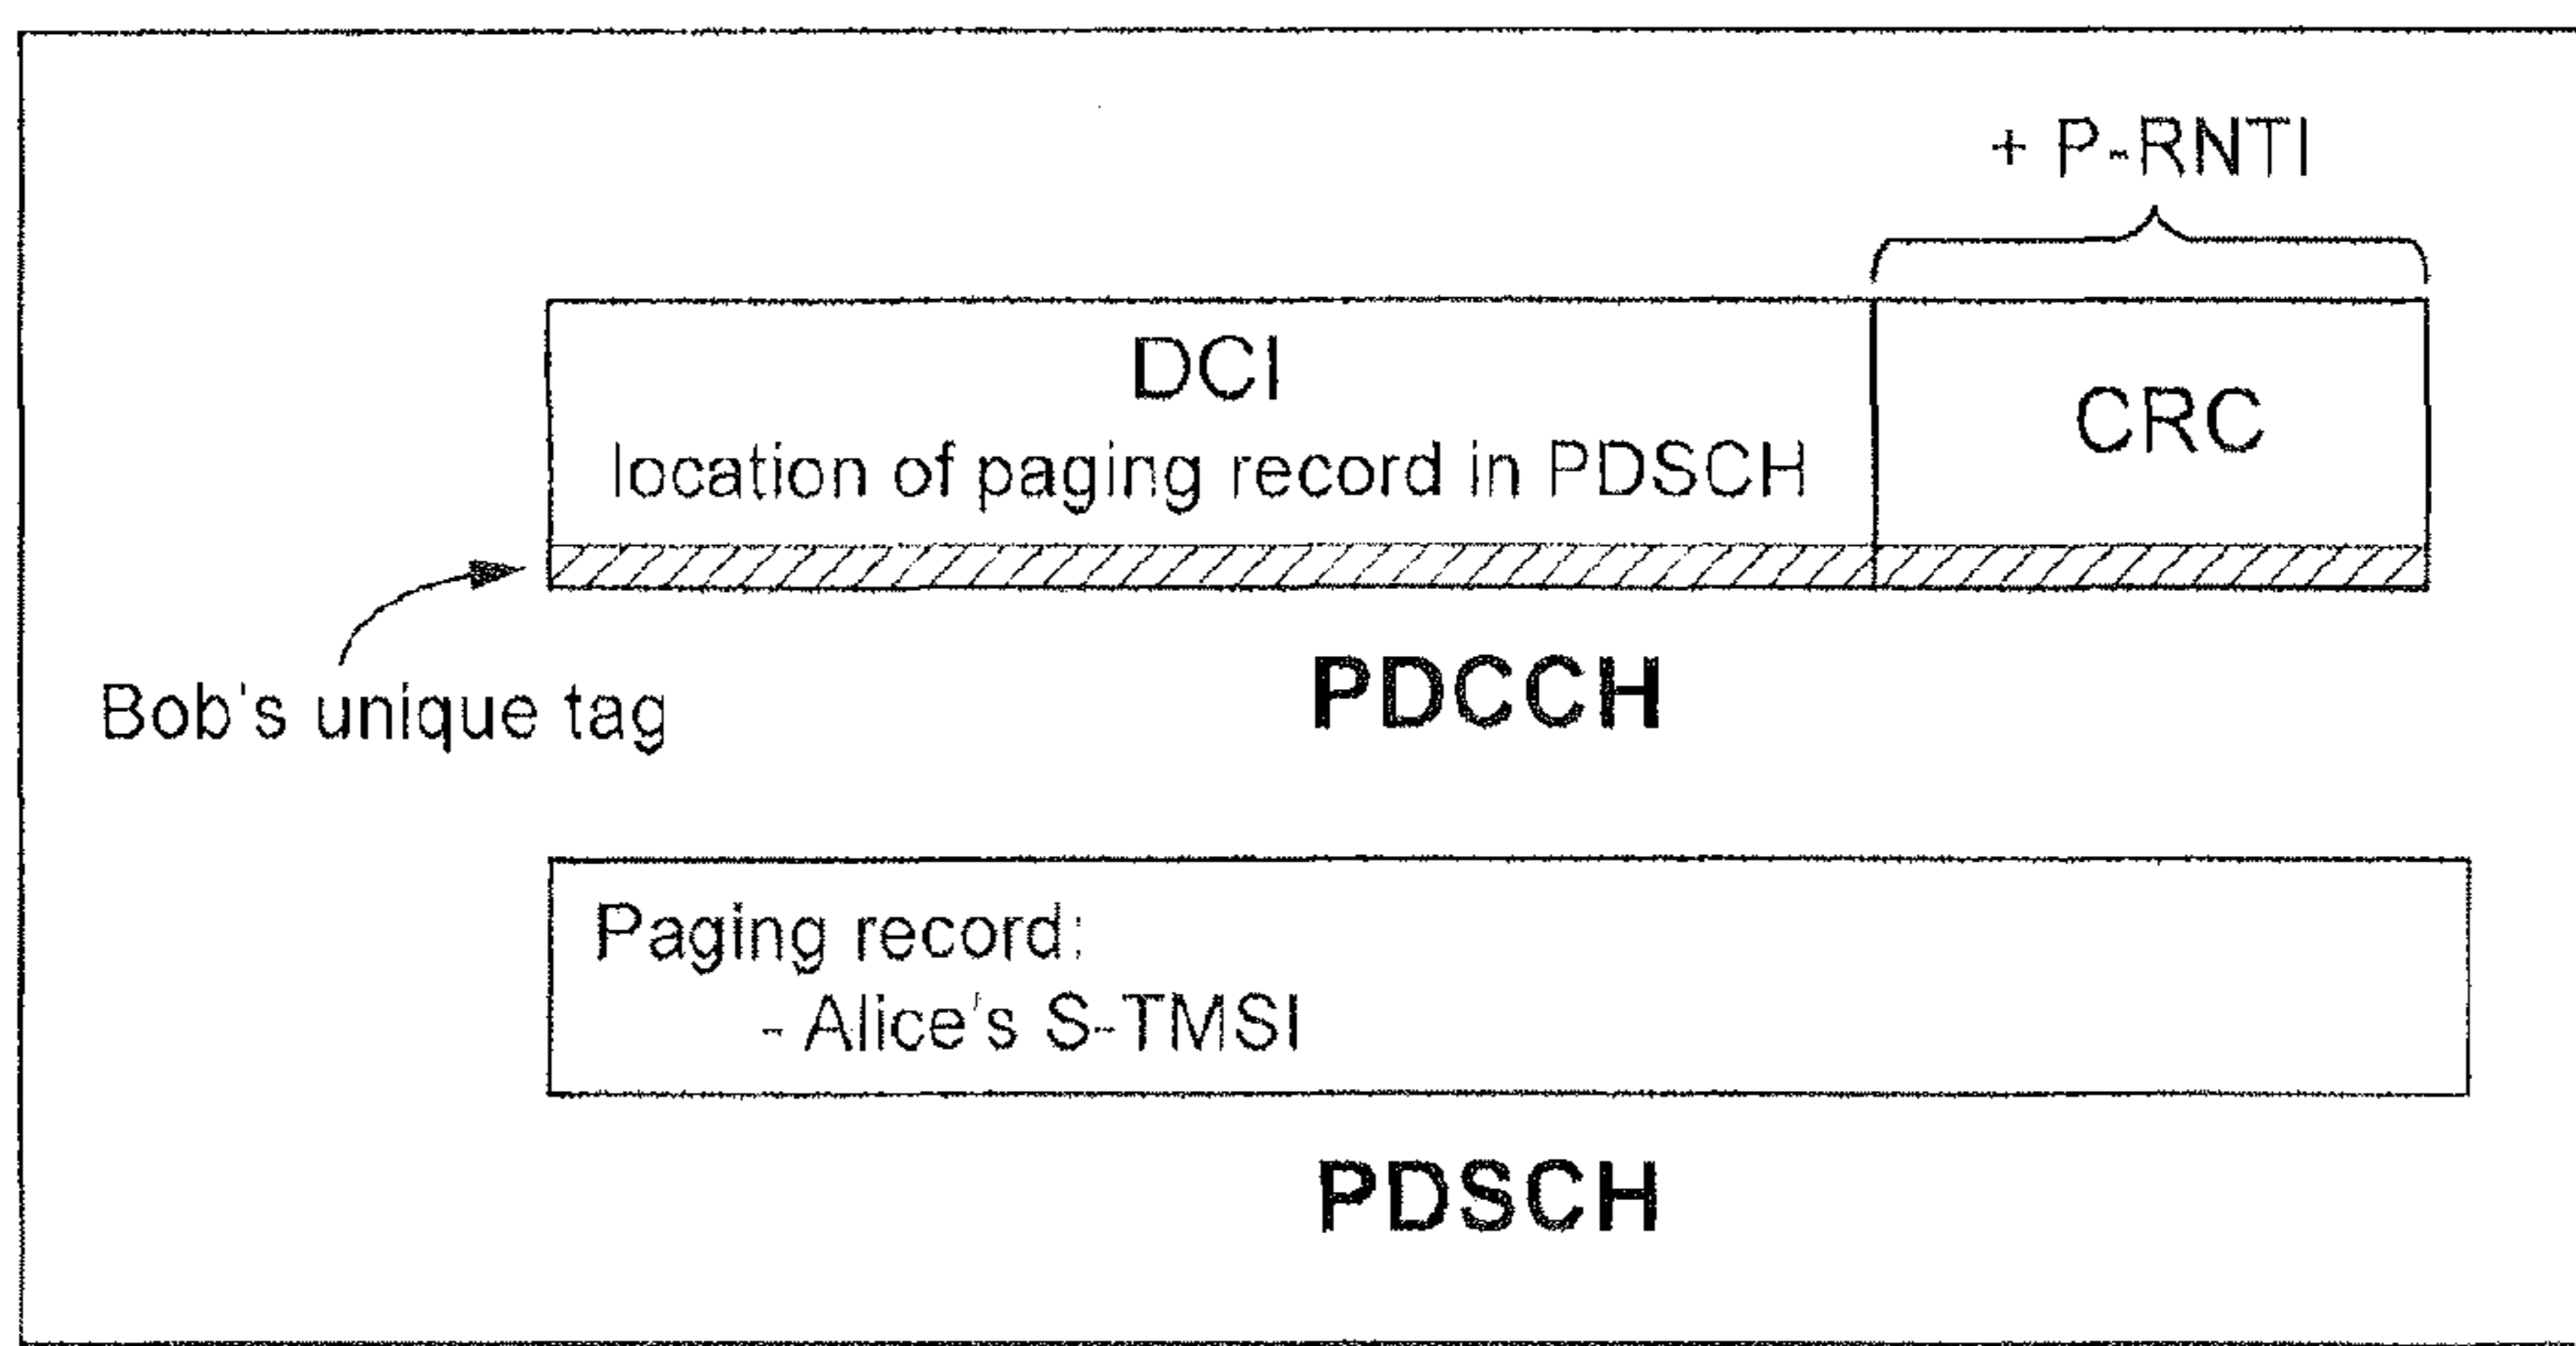 + P-RNTI
DCI
location of paging record in PDSCH
CRC
Bob's unique tag
PDCCH
Paging record:
- Alice's S-TMSI
PDSCH